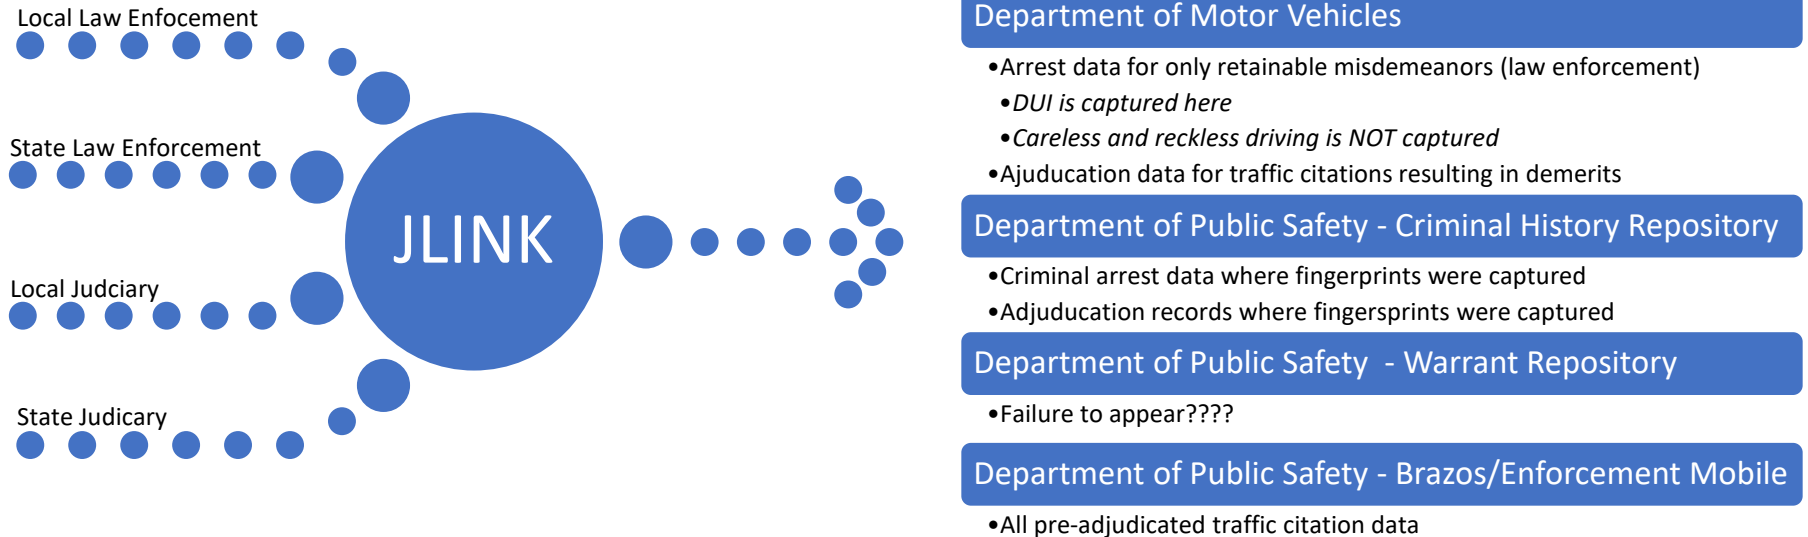 Local Law Enfocement
State Law Enforcement
Local Judciary
State Judicary
JLINK
Department of Motor Vehicles
•Arrest data for only retainable misdemeanors (law enforcement)
•DUI is captured here
•Careless and reckless driving is NOT captured
•Ajuducation data for traffic citations resulting in demerits
Department of Public Safety - Criminal History Repository
•Criminal arrest data where fingerprints were captured
•Adjuducation records where fingersprints were captured
Department of Public Safety - Warrant Repository
•Failure to appear????
Department of Public Safety - Brazos/Enforcement Mobile
•All pre-adjudicated traffic citation data